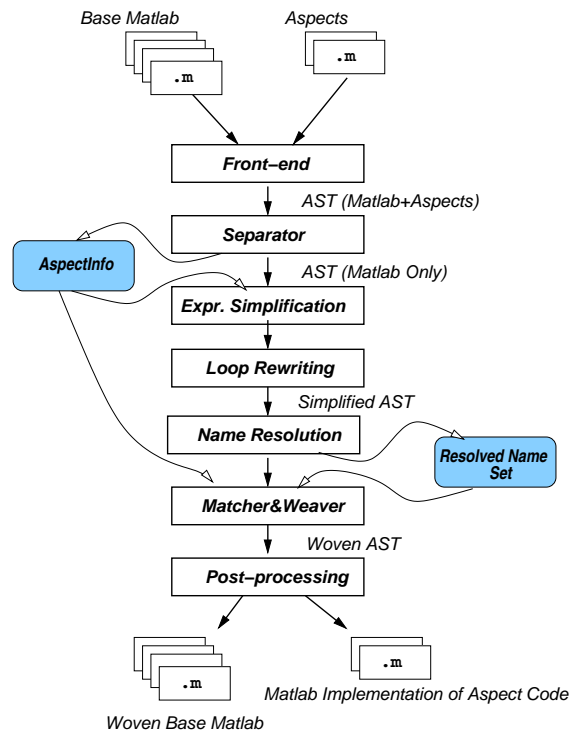 Base Matlab
Aspects
.m
.m
Front-end
AST (Matlab+Aspects)
Separator
AspectInfo
AST (Matlab Only)
Expr. Simplification
Loop Rewriting
Simplified AST
Name Resolution
Resolved Name
Set
Matcher&Weaver
Woven AST
Post-processing
.m
.m
Matlab Implementation of Aspect Code
Woven Base Matlab